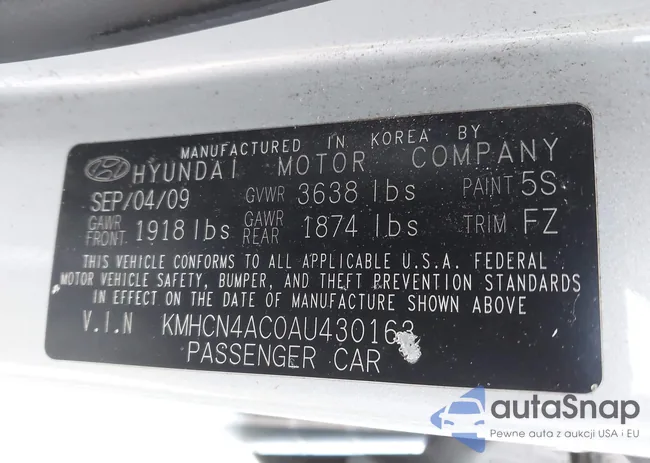 MANUFACTURED IN KOREA BY
HYUNDAI MOTOR COMPANY
SEP/04/09 GVWR 3638 lbs PAINT 5S
GAWR FRONT 1918 lbs GAWR REAR 1874 lbs TRIM FZ
THIS VEHICLE CONFORMS TO ALL APPLICABLE U.S.A. FEDERAL
MOTOR VEHICLE SAFETY, BUMPER, AND THEFT PREVENTION STANDARDS
IN EFFECT ON THE DATE OF MANUFACTURE SHOWN ABOVE
V.I.N KMHCN4AC0AU430163
PASSENGER CAR
autaSnap
Pewne auta z aukcji USA i EU